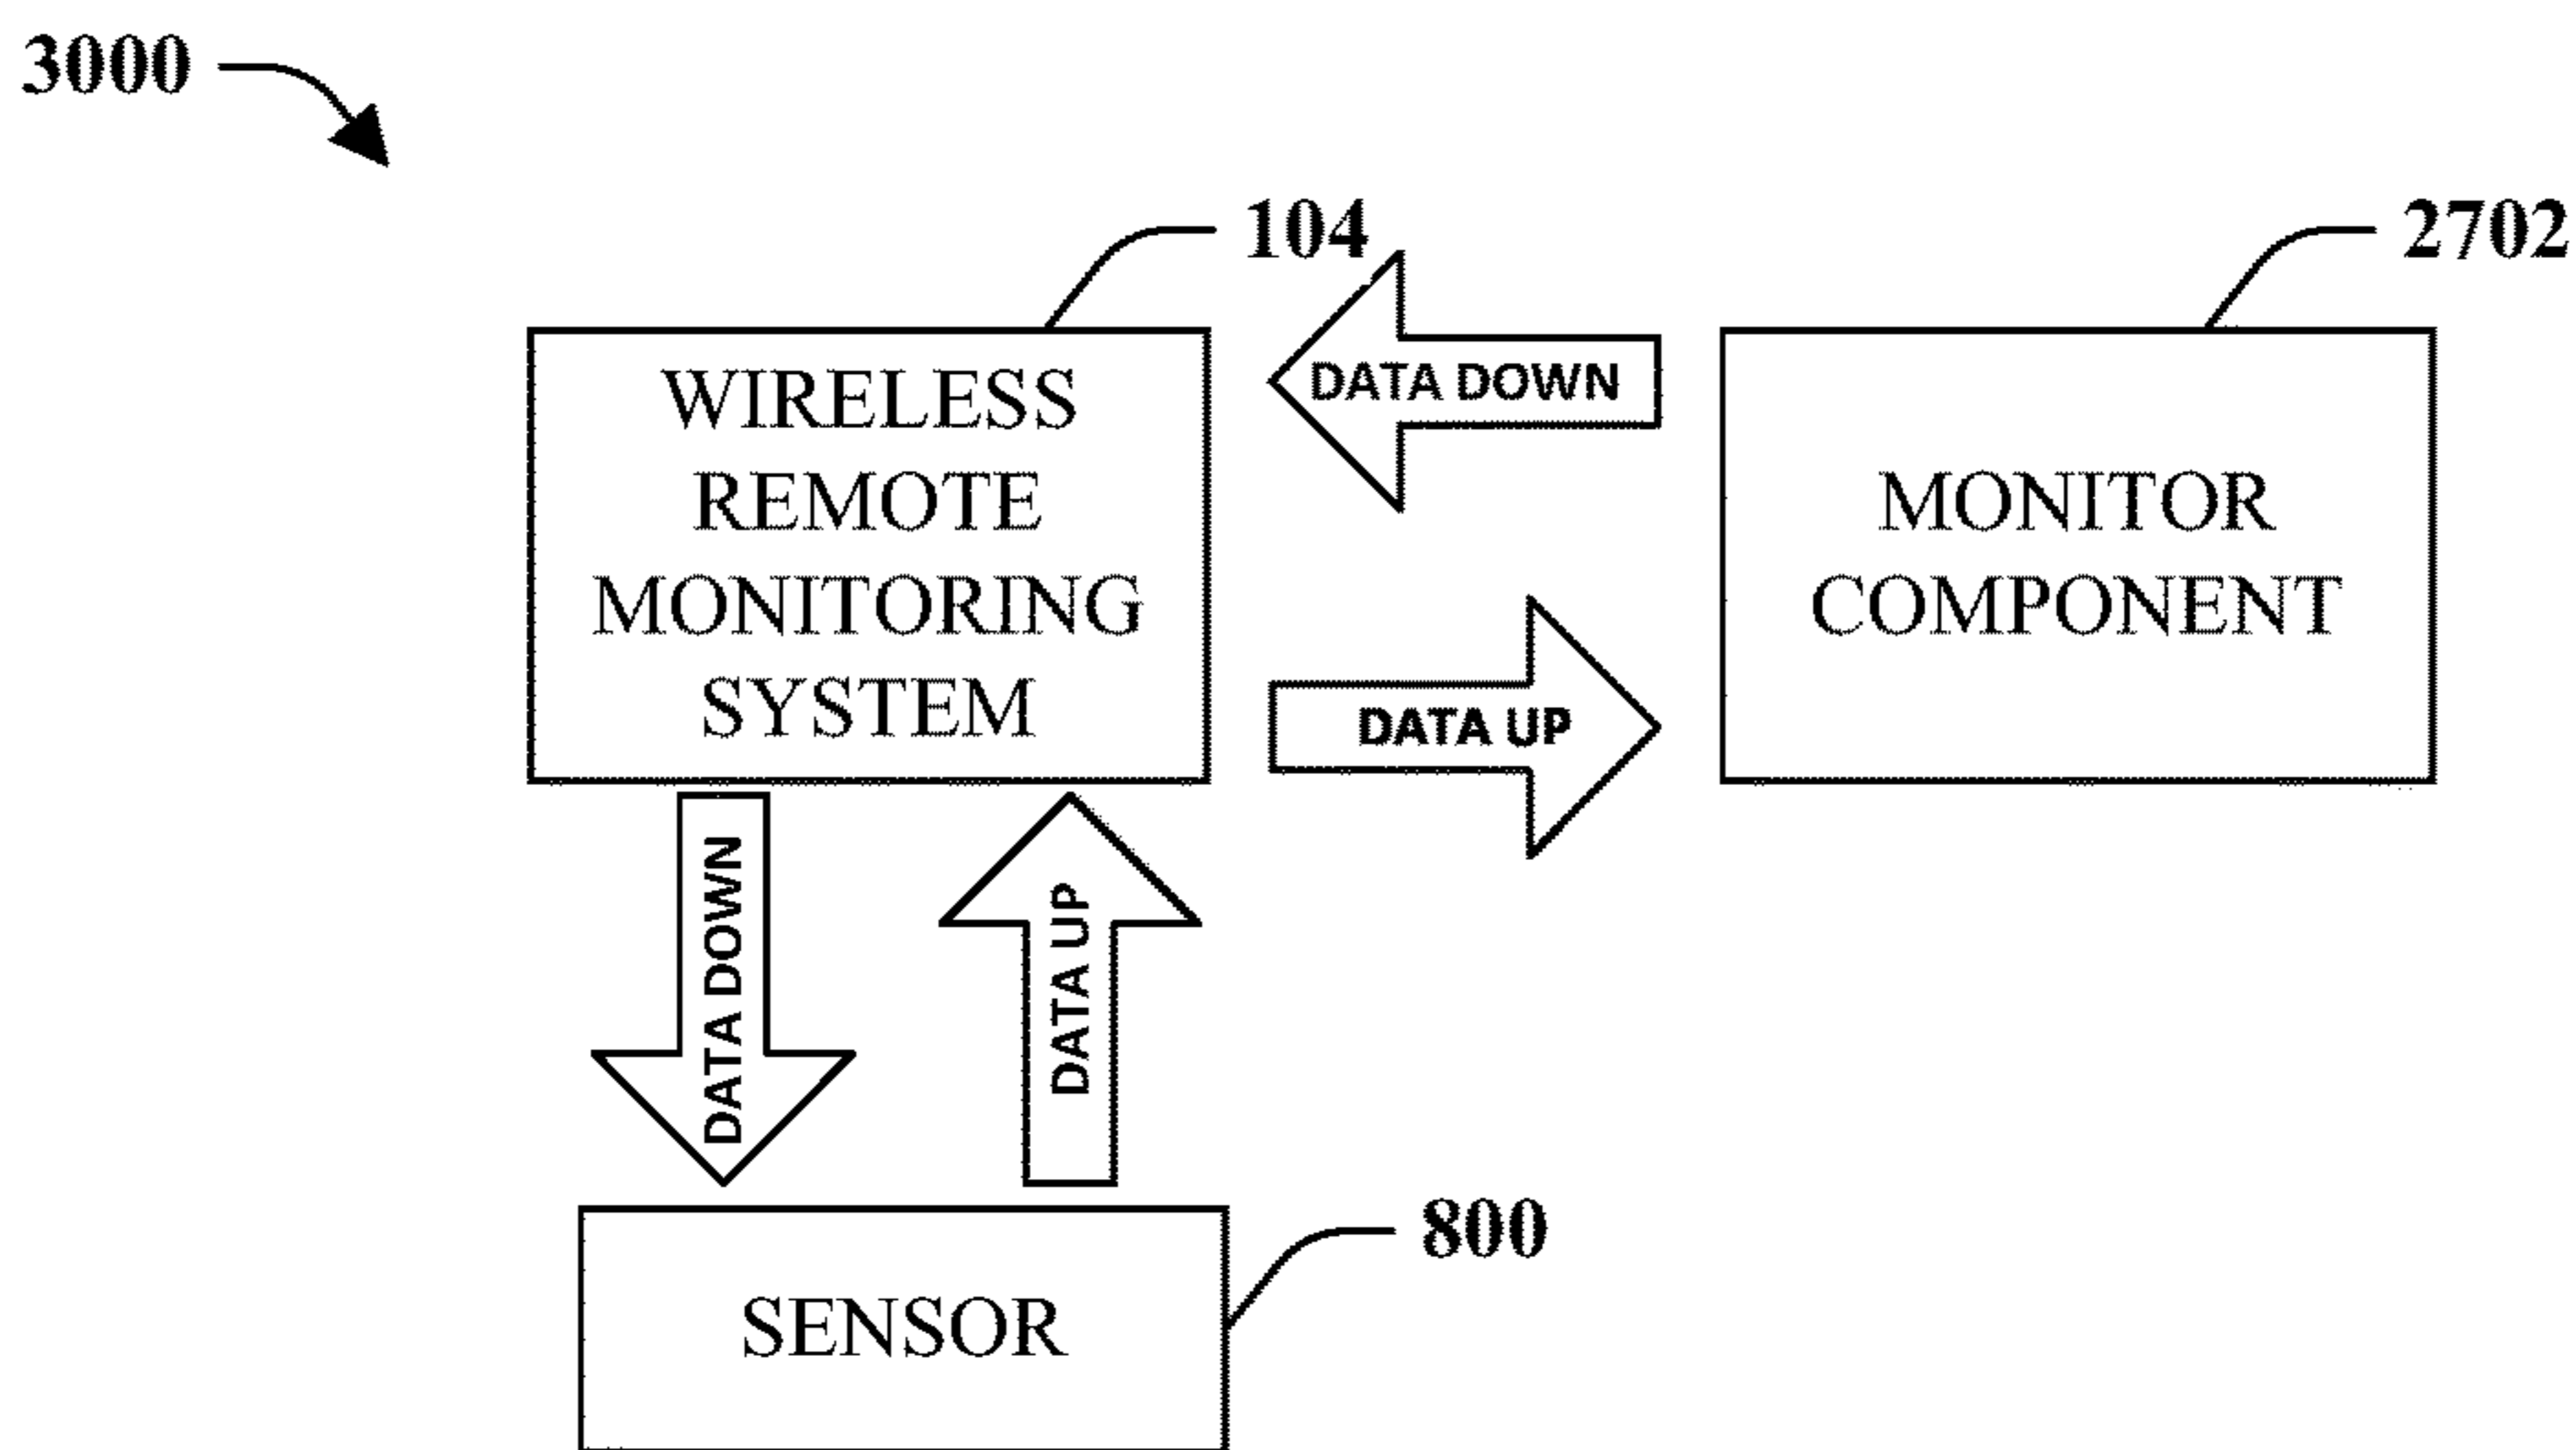 3000
104
2702
WIRELESS
REMOTE
MONITORING
SYSTEM
DATA DOWN
MONITOR
COMPONENT
DATA UP
DATA DOWN
DATA UP
800
SENSOR